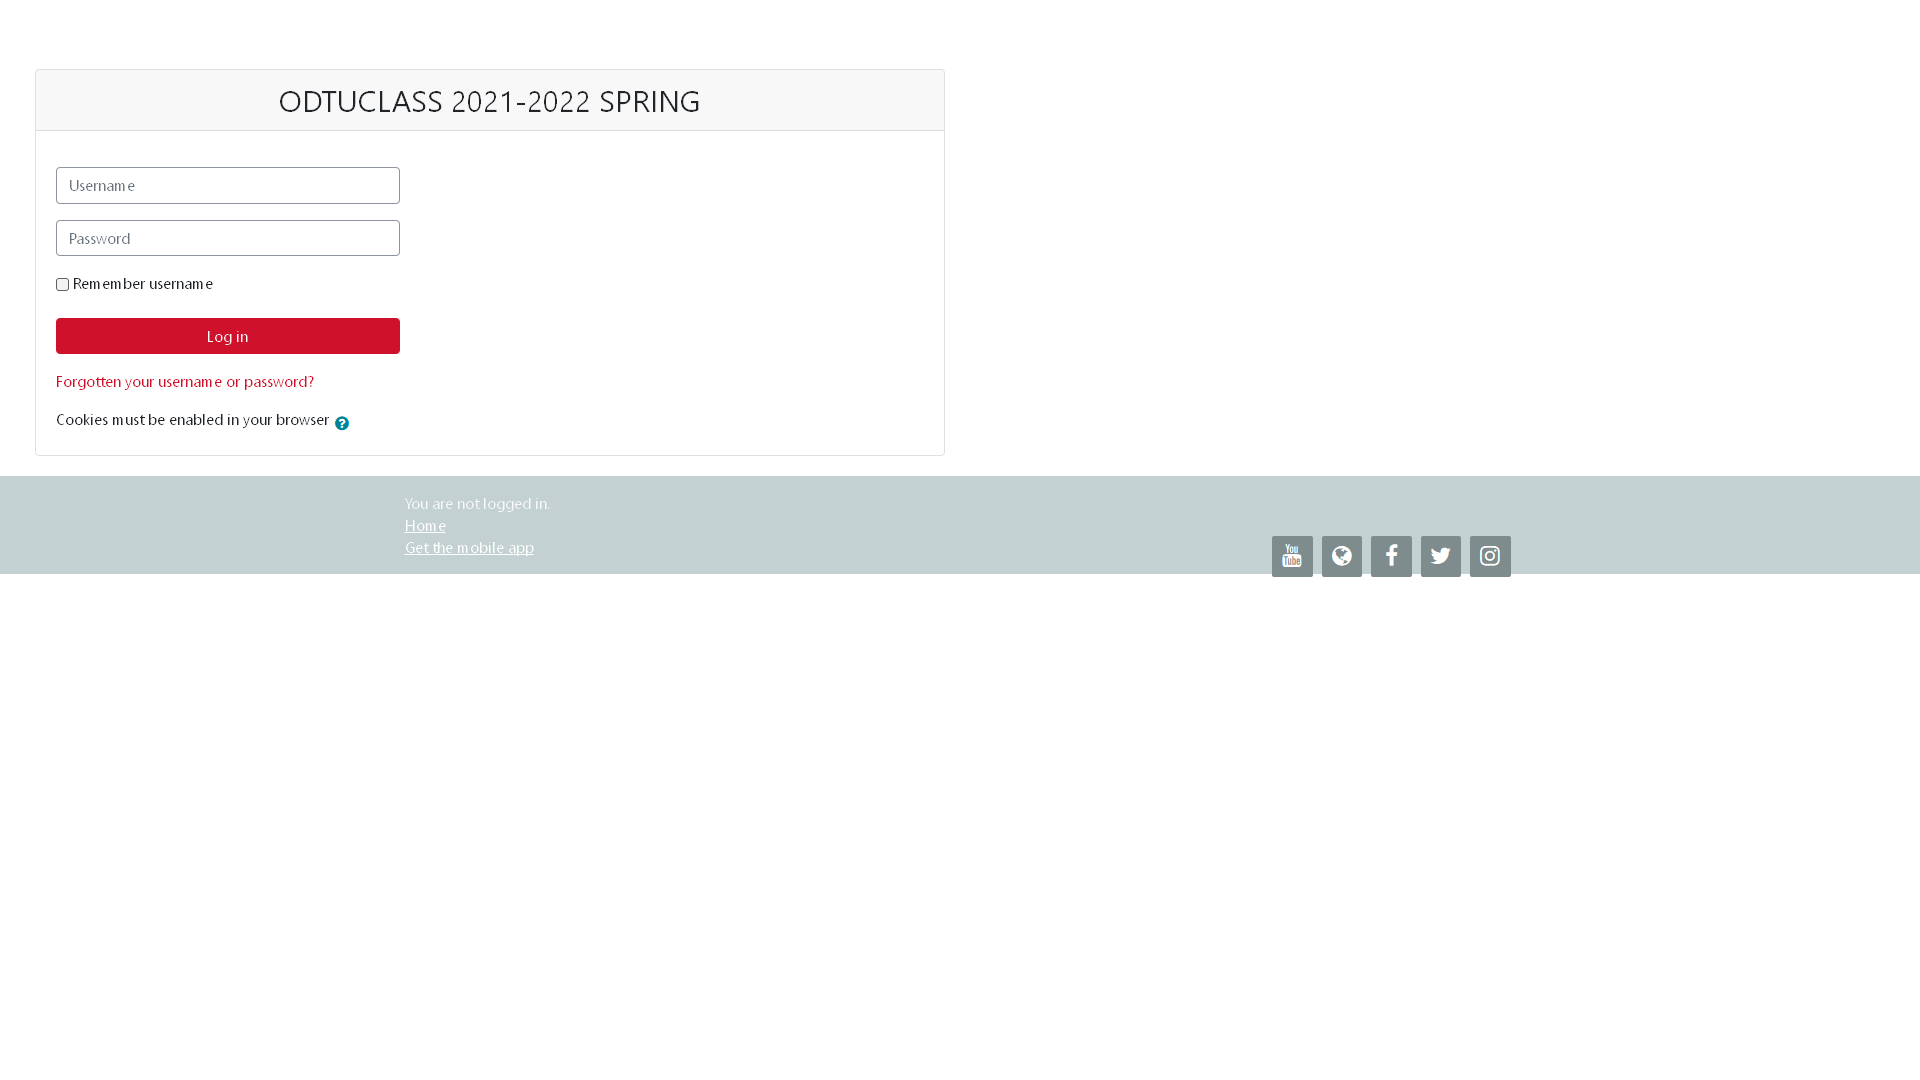 ODTUCLASS 2021-2022 SPRING
Username
Password
Remember username
Log in
Forgotten your username or password?
Cookies must be enabled in your browser
You are not logged in.
Home
Get the mobile app
You
Tube